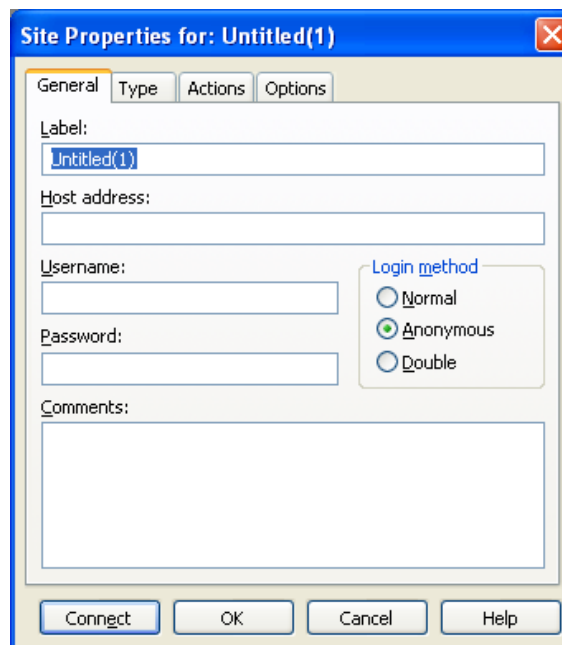 Site Properties for: Untitled(1)
General Type Actions Options
Label:
Untitled(1)
Host address:
Username:
Login method
Normal
Anonymous
Password:
Double
Comments:
Connect OK Cancel Help